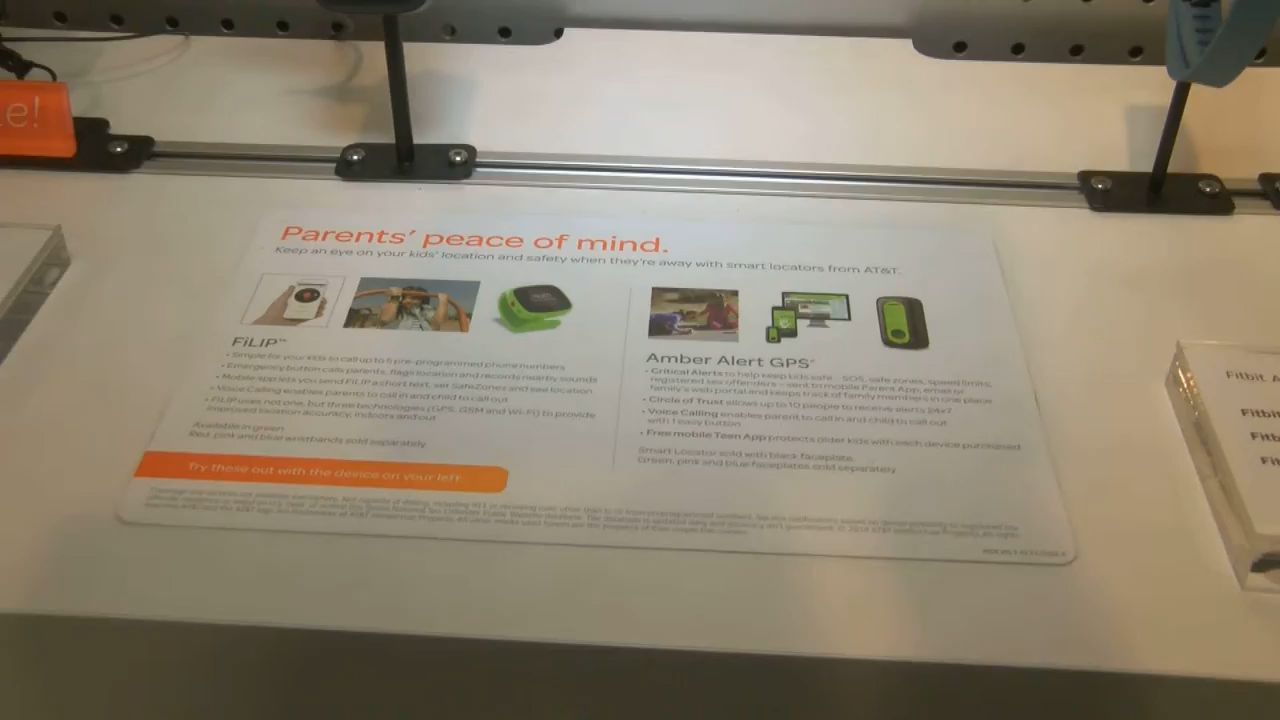 e!
Parents' peace of mind.
Keep an eye on your kids' location and safety when they're away with smart locators from AT&T.
FiLIP™
• Simple for your kids to call up to 5 pre-programmed phone numbers
• Emergency button calls parents, flags location and records nearby sounds
• Mobile app lets you send FiLIP a short text, set SafeZones and see location
• Voice Calling enables parents to call in and child to call out
• FiLIP uses not one, but three technologies (GPS, GSM and Wi-Fi) to provide
improved location accuracy, indoors and out
Available in green.
Red, pink and blue wristbands sold separately.
Try these out with the device on your left.
Amber Alert GPS
• Critical Alerts to help keep kids safe – SOS, safe zones, speed limits,
registered sex offenders – sent to mobile Parent App, email or
family's web portal and keeps track of family members in one place
• Circle of Trust allows up to 10 people to receive alerts 24x7
• Voice Calling enables parent to call in and child to call out
with 1 easy button
• Free mobile Teen App protects older kids with each device purchased
Smart Locator sold with black faceplate.
Green, pink and blue faceplates sold separately.
Fitbit A
Fitbit
Fitb
Fit